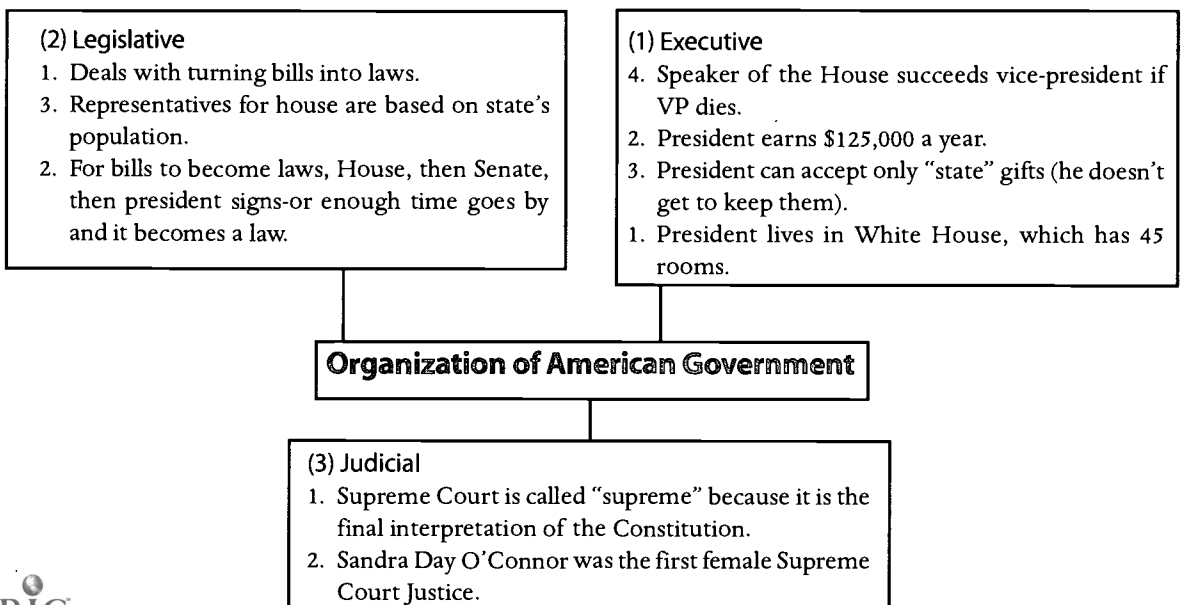 (2) Legislative
1. Deals with turning bills into laws.
3. Representatives for house are based on state's
population.
2. For bills to become laws, House, then Senate,
then president signs-or enough time goes by
and it becomes a law.
(1) Executive
4. Speaker of the House succeeds vice-president if
VP dies.
2. President earns $125,000 a year.
3. President can accept only "state" gifts (he doesn't
get to keep them).
1. President lives in White House, which has 45
rooms.
Organization of American Government
(3) Judicial
1. Supreme Court is called "supreme" because it is the
final interpretation of the Constitution.
2. Sandra Day O'Connor was the first female Supreme
Court Justice.